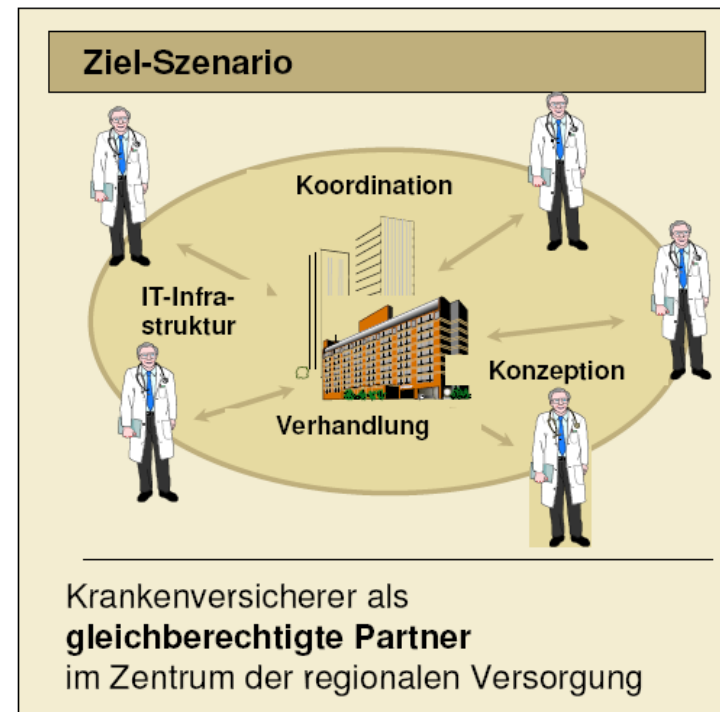 Ziel-Szenario
Koordination
IT-Infra-
struktur
Konzeption
Verhandlung
Krankenversicherer als
gleichberechtigte Partner
im Zentrum der regionalen Versorgung